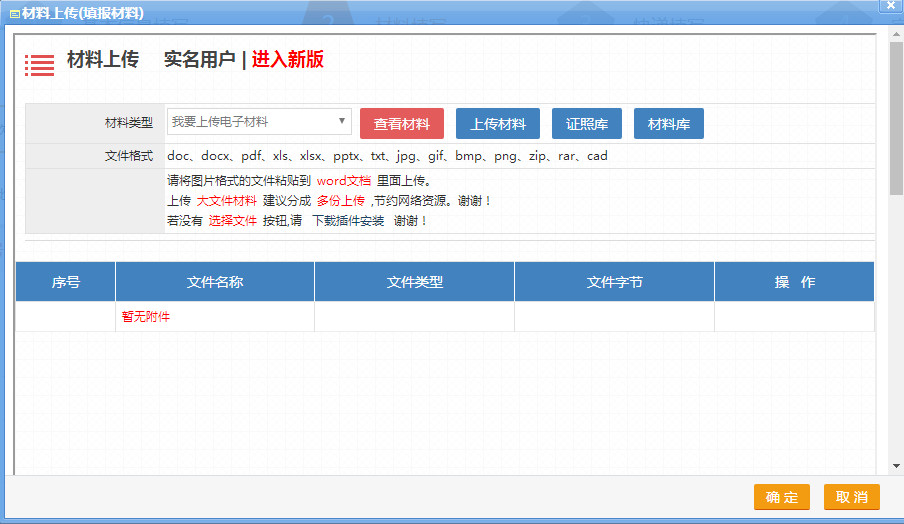 材料上传(填报材料)
材料上传 实名用户 | 进入新版
材料类型 我要上传电子材料 查看材料 上传材料 证照库 材料库
文件格式 doc、docx、pdf、xls、xlsx、pptx、txt、jpg、gif、bmp、png、zip、rar、cad
请将图片格式的文件粘贴到 word文档 里面上传。
上传 大文件材料 建议分成 多份上传 ,节约网络资源。谢谢！
若没有 选择文件 按钮,请 下载插件安装 谢谢！
序号 文件名称 文件类型 文件字节 操 作
暂无附件
确 定 取 消